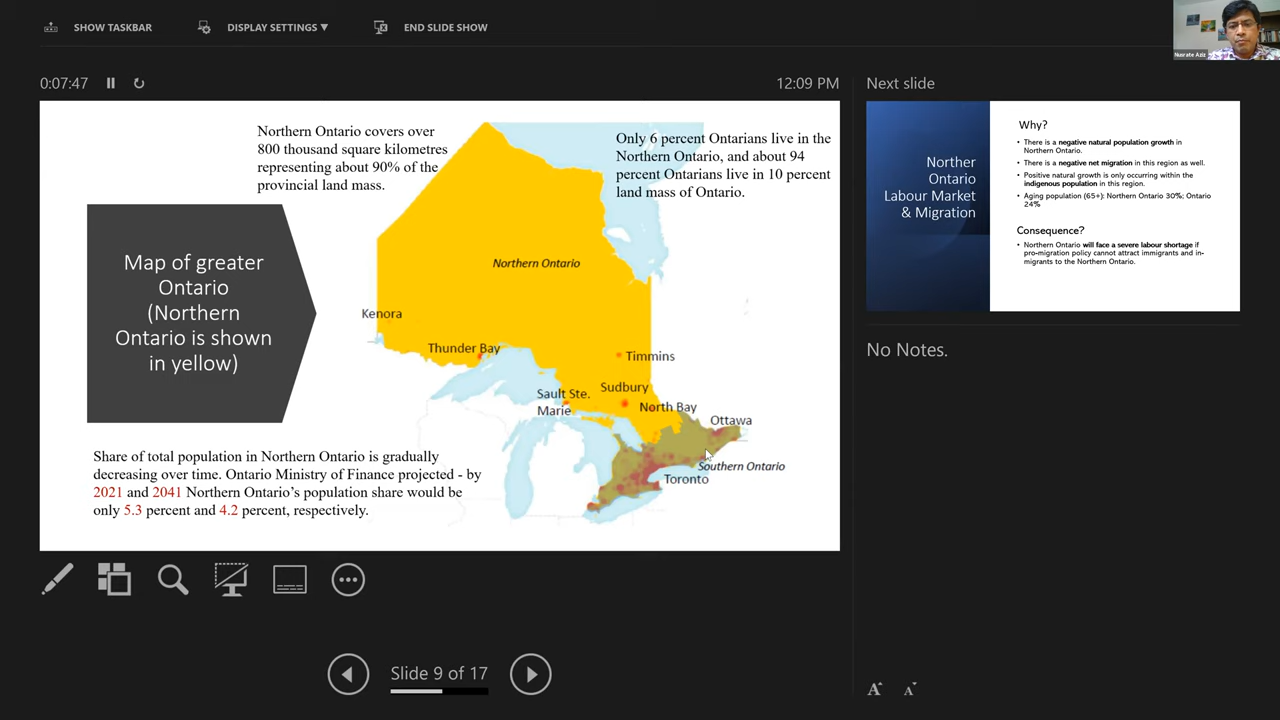 SHOW TASKBAR
DISPLAY SETTINGS ▼
END SLIDE SHOW
Nusrate Aziz
0:07:47
12:09 PM
Next slide
Northern Ontario covers over
800 thousand square kilometres
representing about 90% of the
provincial land mass.
Only 6 percent Ontarians live in the
Northern Ontario, and about 94
percent Ontarians live in 10 percent
land mass of Ontario.
Map of greater
Ontario
(Northern
Ontario is shown
in yellow)
Northern Ontario
Kenora
Thunder Bay
Timmins
Sault Ste.
Marie
Sudbury
North Bay
Ottawa
Southern Ontario
Toronto
Share of total population in Northern Ontario is gradually
decreasing over time. Ontario Ministry of Finance projected - by
2021 and 2041 Northern Ontario's population share would be
only 5.3 percent and 4.2 percent, respectively.
Norther
Ontario
Labour Market
& Migration
Why?
• There is a negative natural population growth in
Northern Ontario.
• There is a negative net migration in this region as well.
• Positive natural growth is only occurring within the
indigenous population in this region.
• Aging population (65+): Northern Ontario 30%; Ontario
24%
Consequence?
• Northern Ontario will face a severe labour shortage if
pro-migration policy cannot attract immigrants and in-
migrants to the Northern Ontario.
No Notes.
Slide 9 of 17
A A